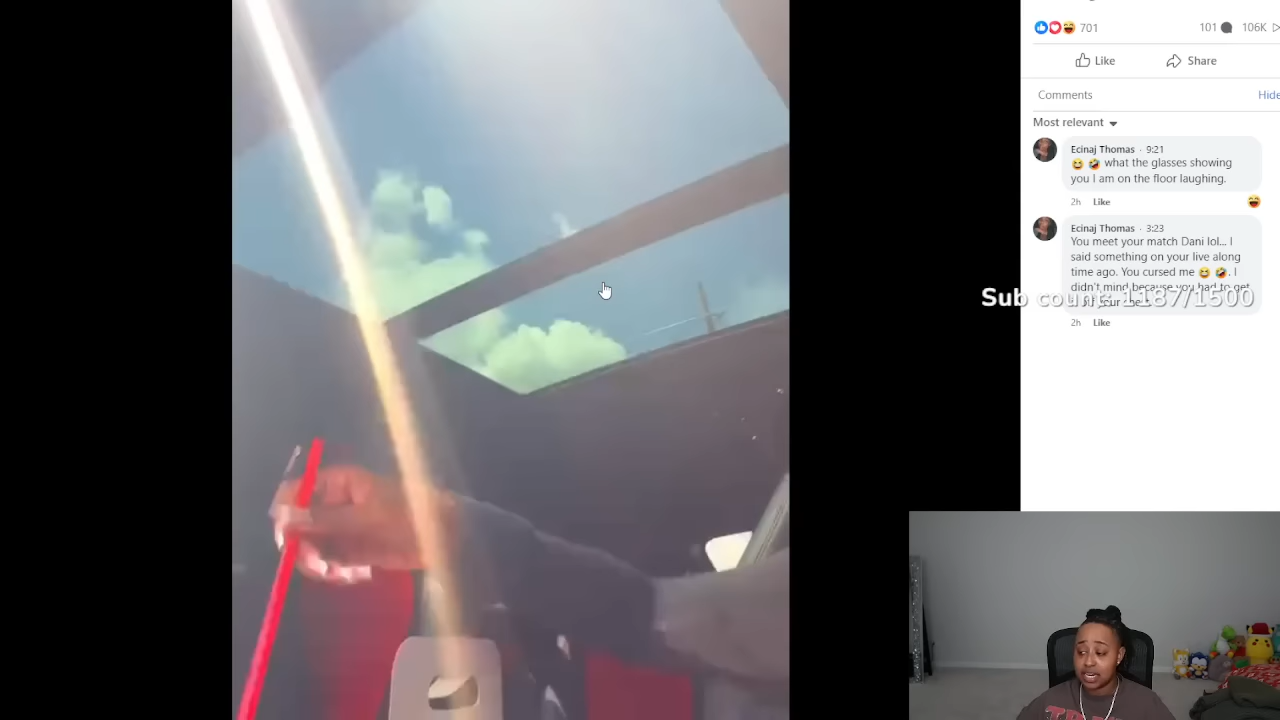 701
101
106K
Like
Share
Comments
Hide
Most relevant
Ecinaj Thomas · 9:21
😆 🤣 what the glasses showing
you I am on the floor laughing.
2h Like
Ecinaj Thomas · 3:23
You meet your match Dani lol... I
said something on your live along
time ago. You cursed me 😆 🤣. I
didn't mind because you had to get
2h Like
Sub count: 1187/1500